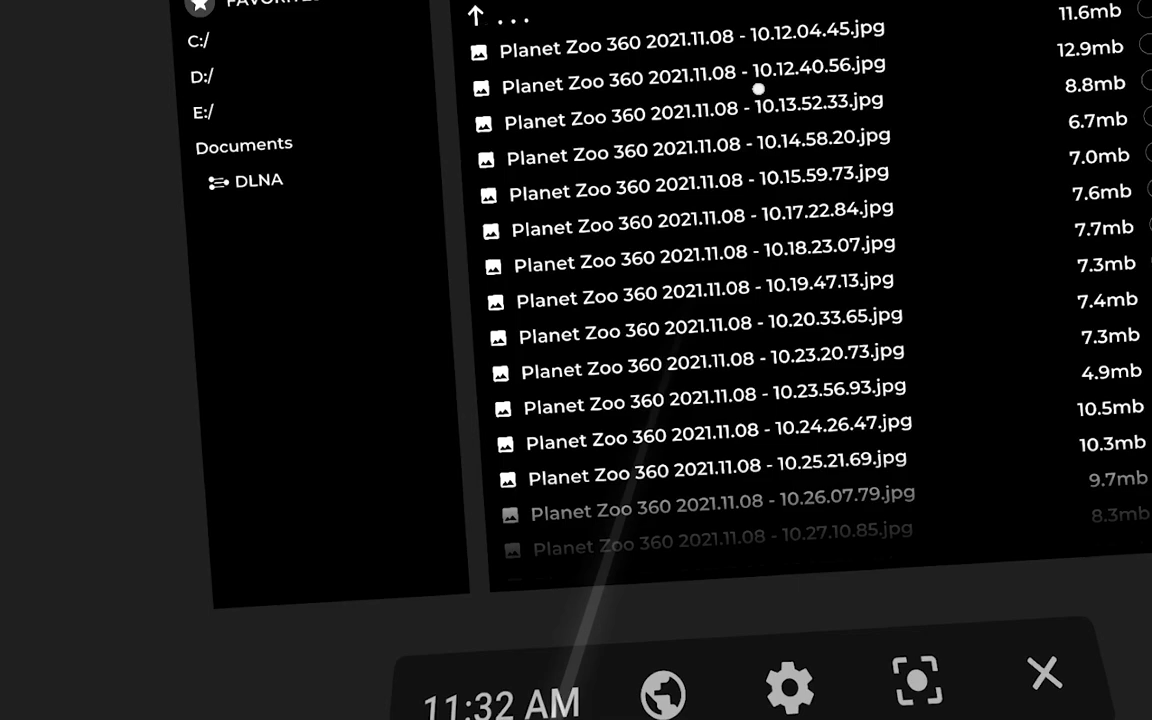 FAVORITES
C:/
D:/
E:/
Documents
DLNA
...
Planet Zoo 360 2021.11.08 - 10.12.04.45.jpg 11.6mb
Planet Zoo 360 2021.11.08 - 10.12.40.56.jpg 12.9mb
Planet Zoo 360 2021.11.08 - 10.13.52.33.jpg 8.8mb
Planet Zoo 360 2021.11.08 - 10.14.58.20.jpg 6.7mb
Planet Zoo 360 2021.11.08 - 10.15.59.73.jpg 7.0mb
Planet Zoo 360 2021.11.08 - 10.17.22.84.jpg 7.6mb
Planet Zoo 360 2021.11.08 - 10.18.23.07.jpg 7.7mb
Planet Zoo 360 2021.11.08 - 10.19.47.13.jpg 7.3mb
Planet Zoo 360 2021.11.08 - 10.20.33.65.jpg 7.4mb
Planet Zoo 360 2021.11.08 - 10.23.20.73.jpg 7.3mb
Planet Zoo 360 2021.11.08 - 10.23.56.93.jpg 4.9mb
Planet Zoo 360 2021.11.08 - 10.24.26.47.jpg 10.5mb
Planet Zoo 360 2021.11.08 - 10.25.21.69.jpg 10.3mb
Planet Zoo 360 2021.11.08 - 10.26.07.79.jpg 9.7mb
Planet Zoo 360 2021.11.08 - 10.27.10.85.jpg 8.3mb
11:32 AM